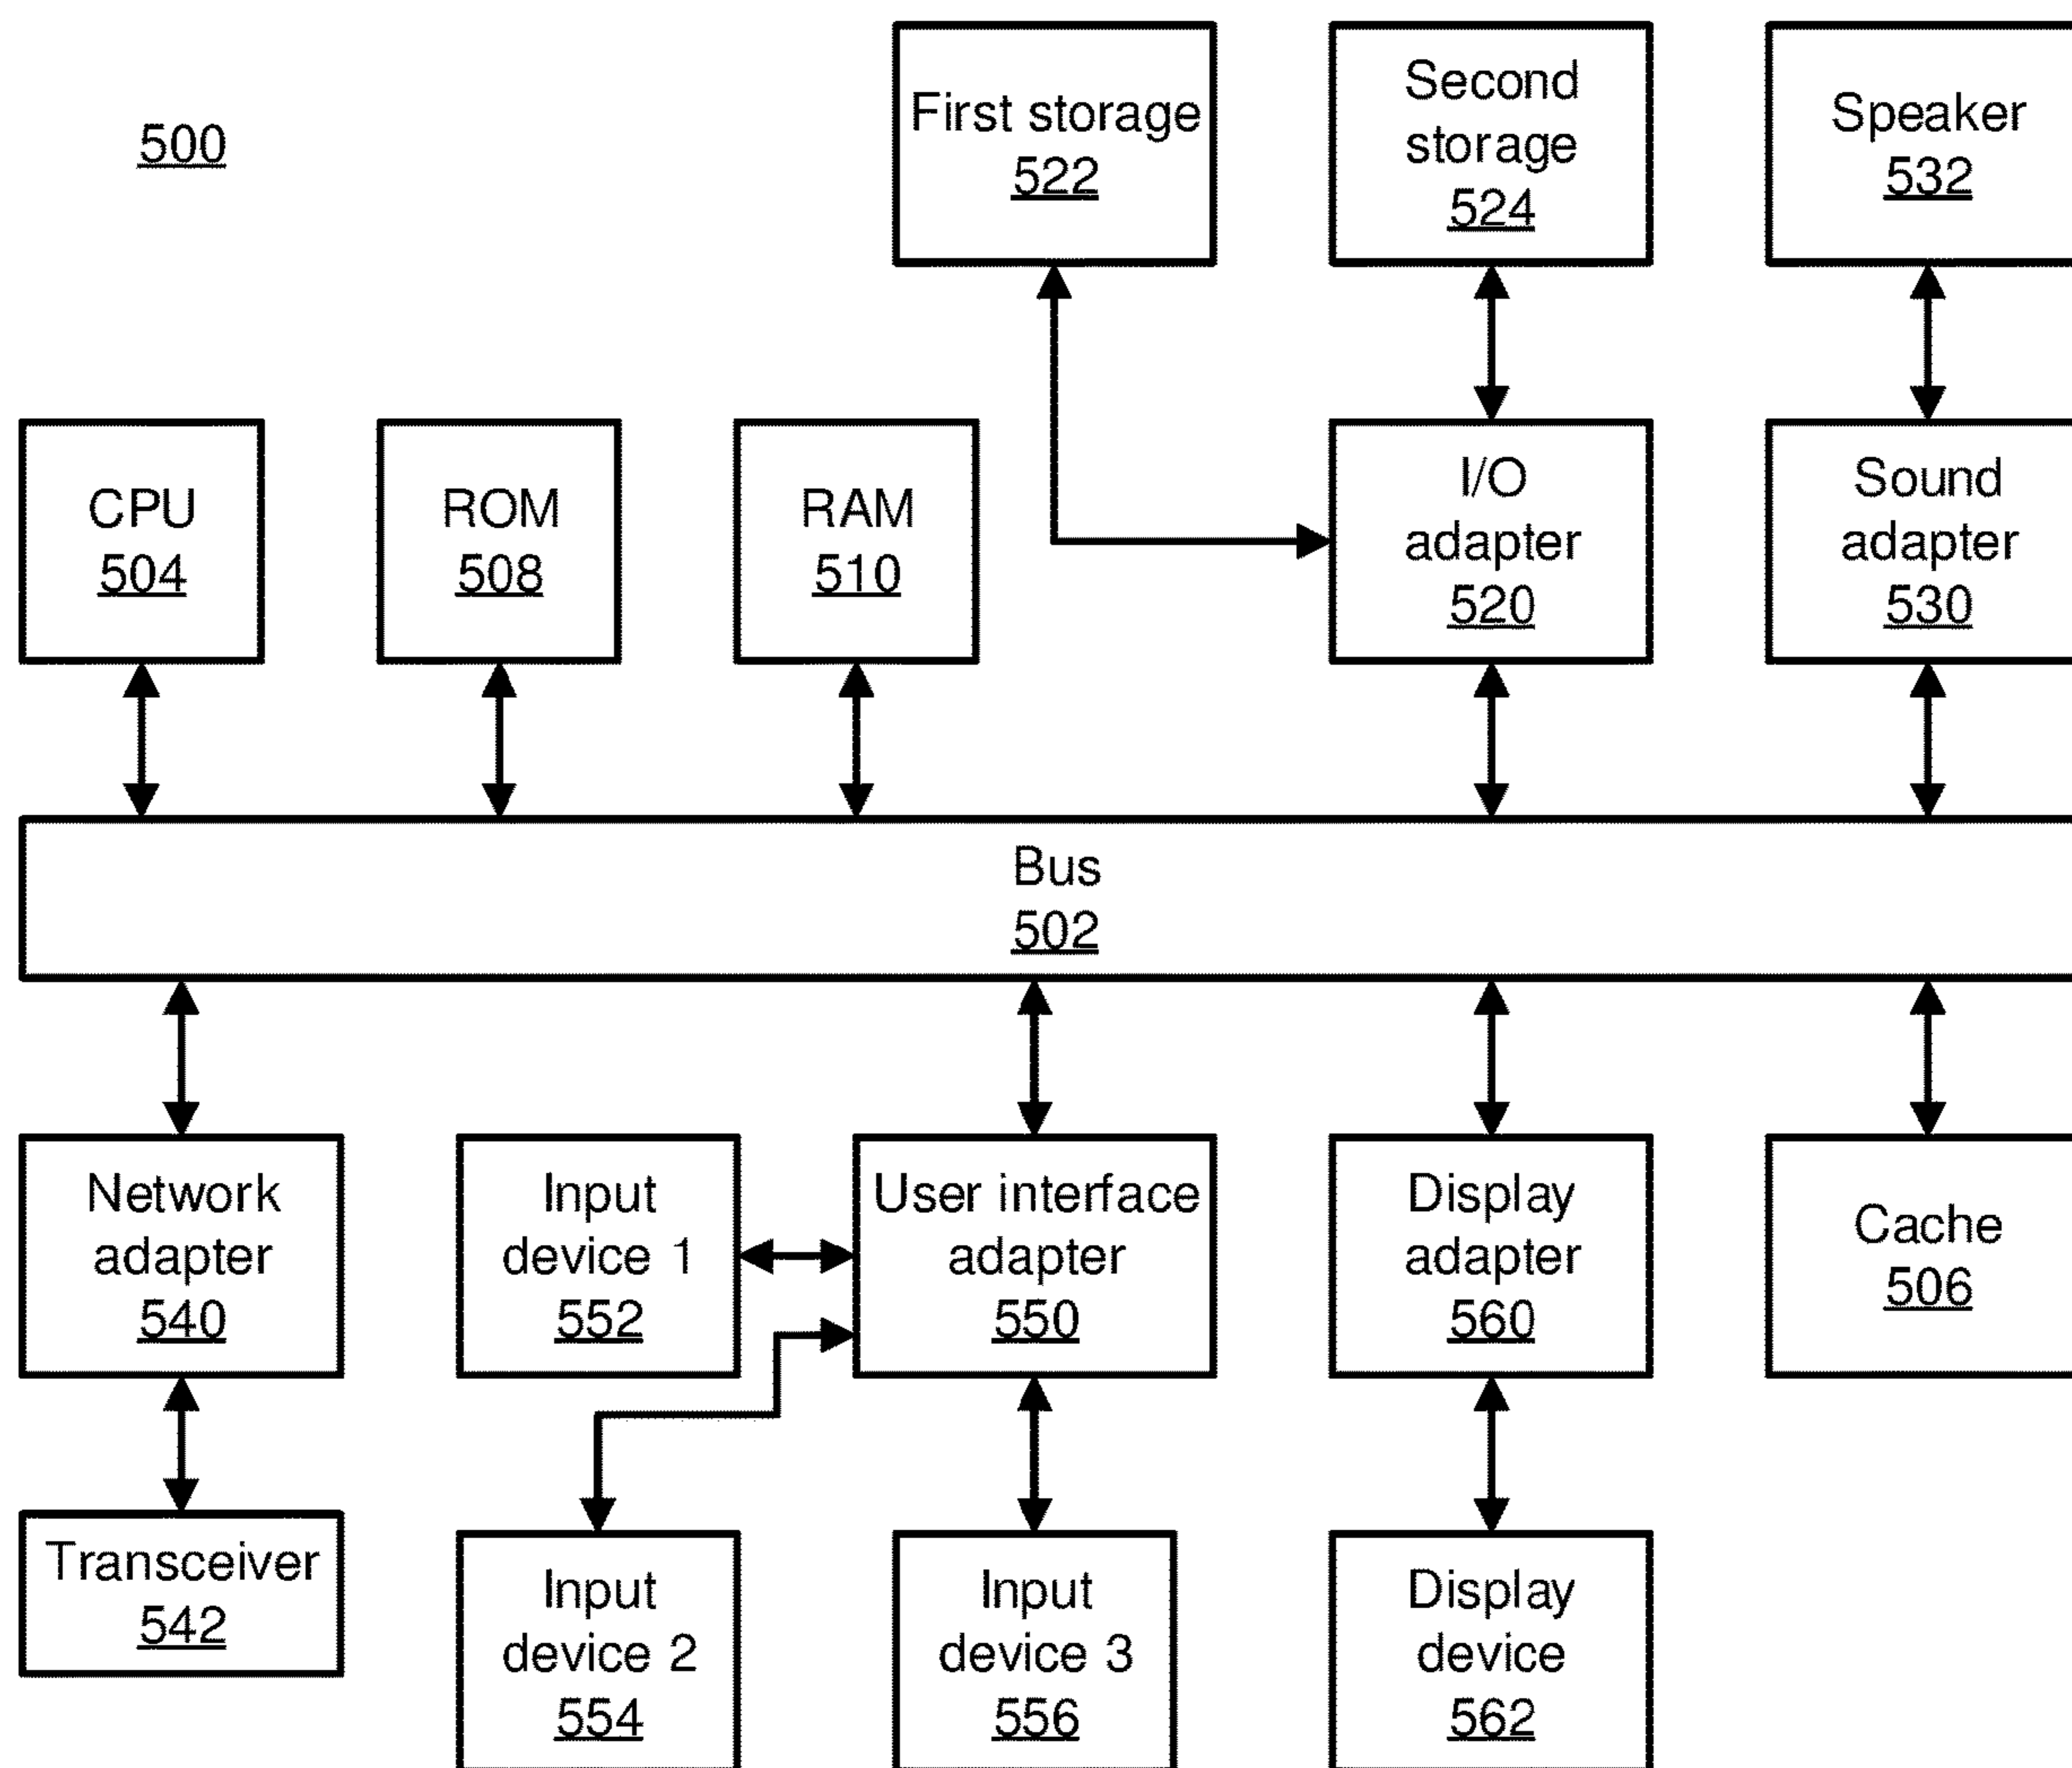 500
First storage
522
Second
storage
524
Speaker
532
CPU
504
ROM
508
RAM
510
I/O
adapter
520
Sound
adapter
530
Bus
502
Network
adapter
540
Input
device 1
552
User interface
adapter
550
Display
adapter
560
Cache
506
Transceiver
542
Input
device 2
554
Input
device 3
556
Display
device
562